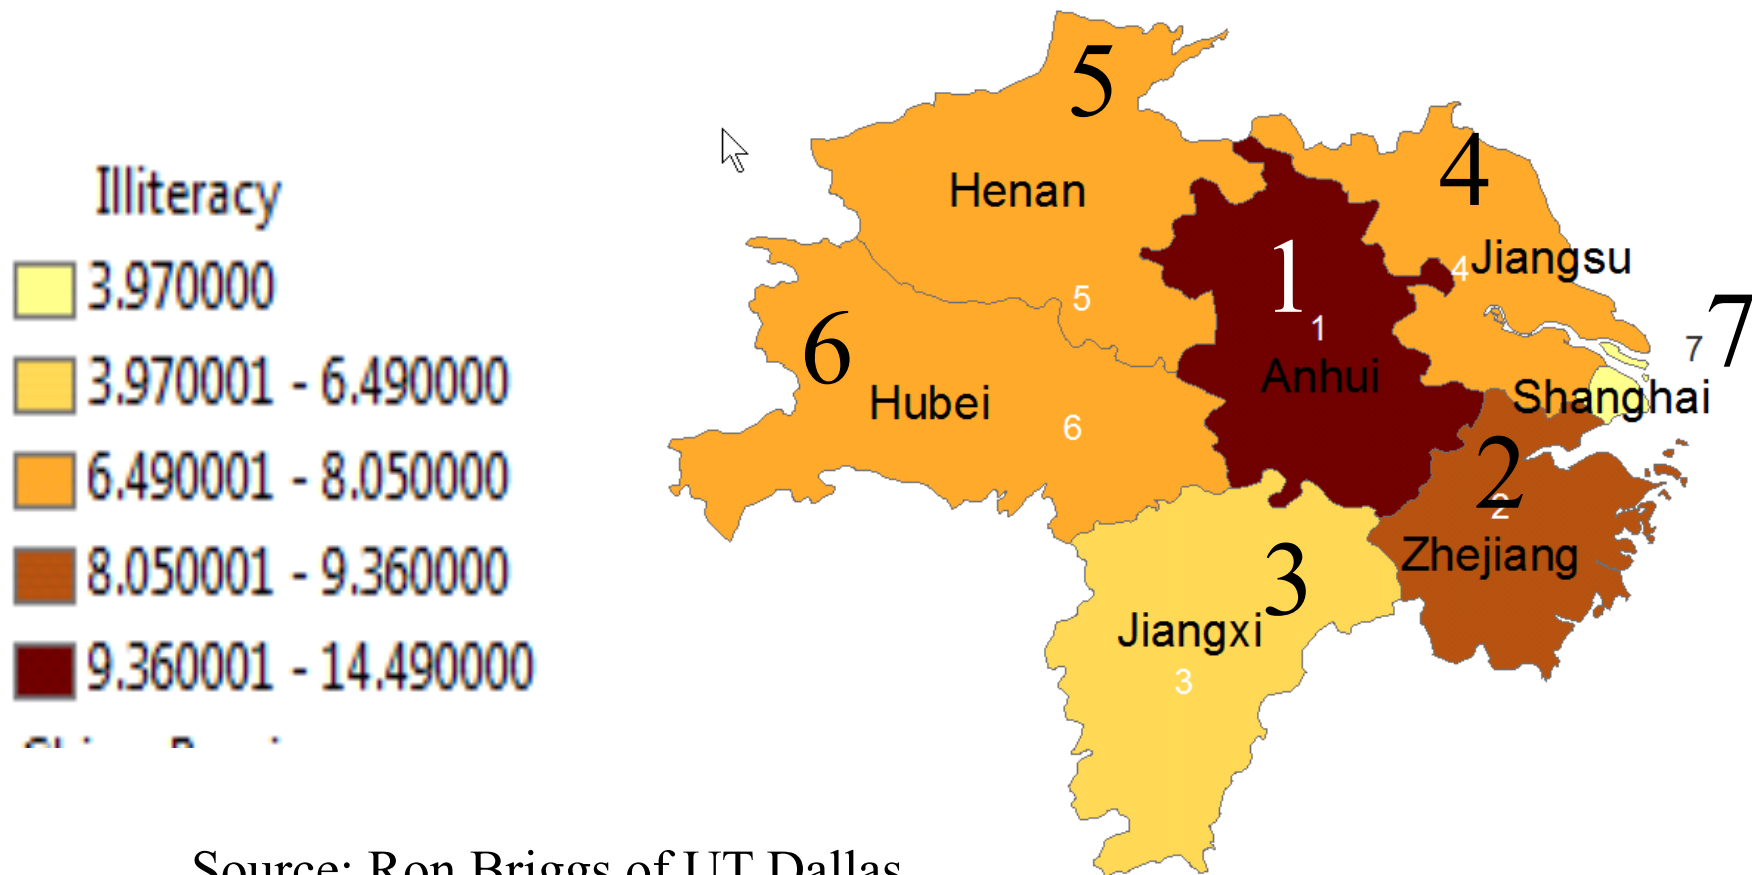 Illiteracy
3.970000
3.970001 - 6.490000
6.490001 - 8.050000
8.050001 - 9.360000
9.360001 - 14.490000
5
4
Henan
1
4
Jiangsu
5
7
7
1
6
Anhui
Shanghai
Hubei
6
2
2
Zhejiang
3
Jiangxi
3
Source: Ron Briggs of UT Dallas